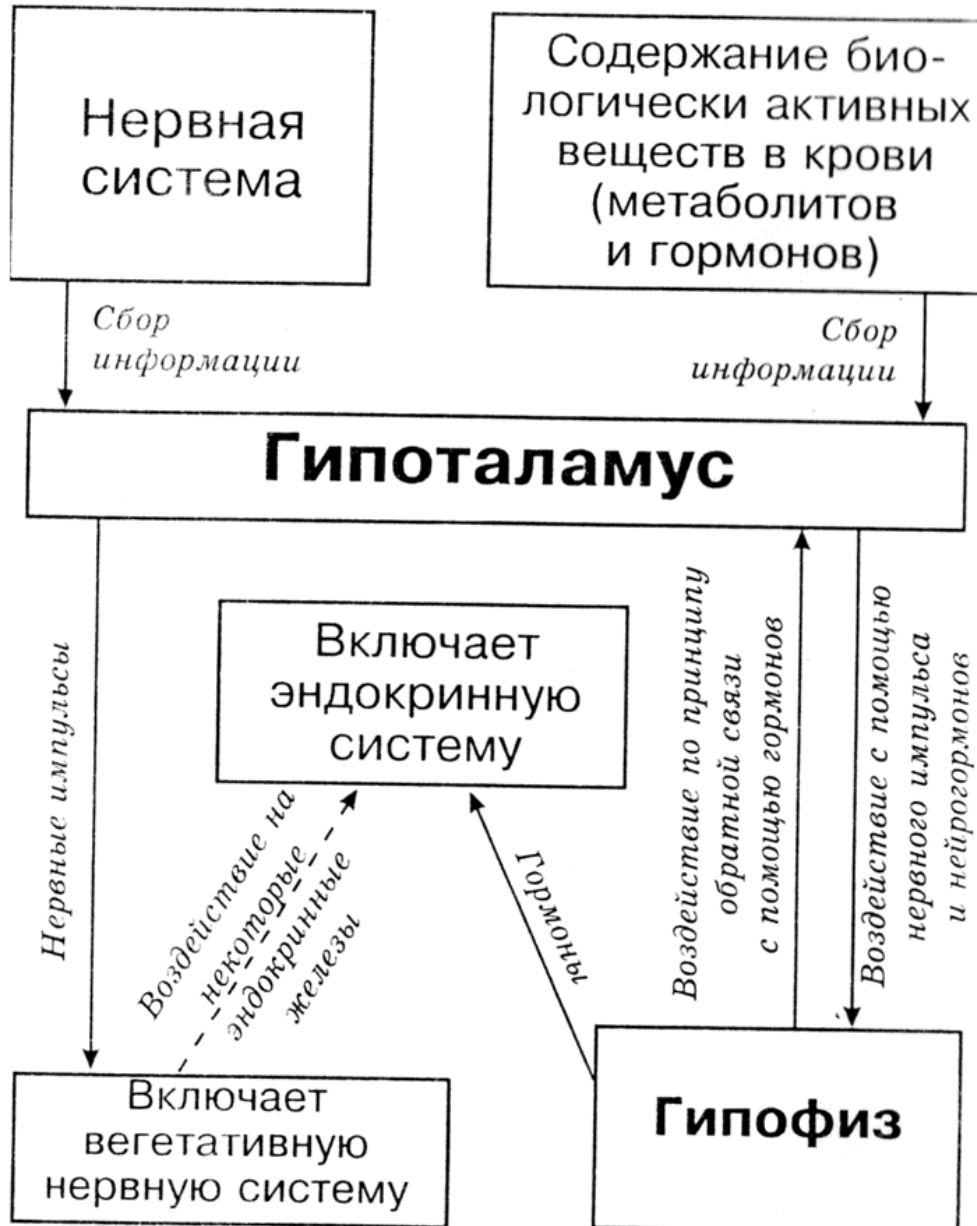 Нервная
система
Содержание био-
логически активных
веществ в крови
(метаболитов
и гормонов)
Сбор
информации
Сбор
информации
Гипоталамус
Нервные импульсы
Включает
эндокринную
систему
Воздействие на
некоторые
эндокринные
железы
Гормоны
Воздействие по принципу
обратной связи
с помощью гормонов
Воздействие с помощью
нервного импульса
и нейрогормонов
Включает
вегетативную
нервную систему
Гипофиз